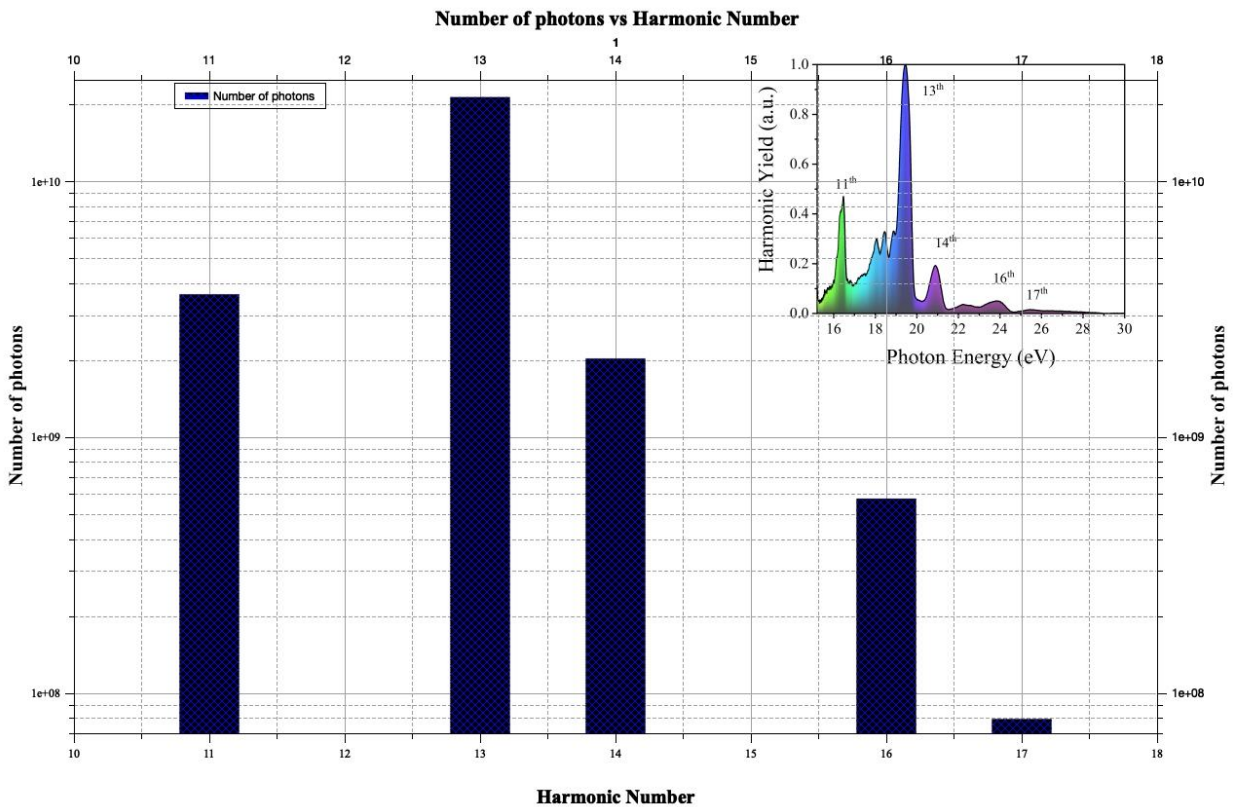 Number of photons vs Harmonic Number
1
10 11 12 13 14 15 16 17 18
Number of photons
1e+10
1e+09
1e+08
Number of photons
1e+10
1e+09
1e+08
Number of photons
10 11 12 13 14 15 16 17 18
Harmonic Number
Harmonic Yield (a.u.)
1.0
0.8
0.6
0.4
0.2
0.0
11th
13th
14th
16th
17th
16 18 20 22 24 26 28 30
Photon Energy (eV)